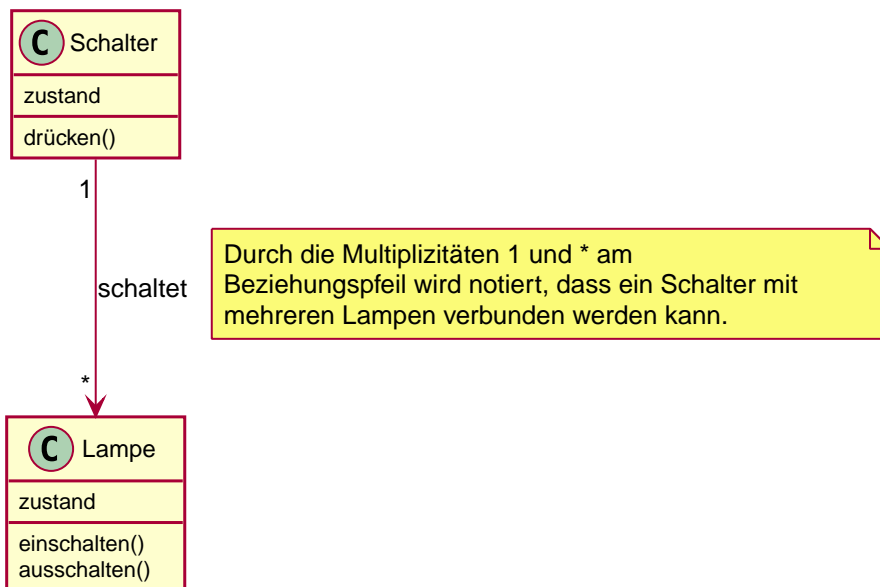 C Schalter
zustand
drücken()
1
schaltet
*
Durch die Multiplizitäten 1 und * am
Beziehungspfeil wird notiert, dass ein Schalter mit
mehreren Lampen verbunden werden kann.
C Lampe
zustand
einschalten()
ausschalten()